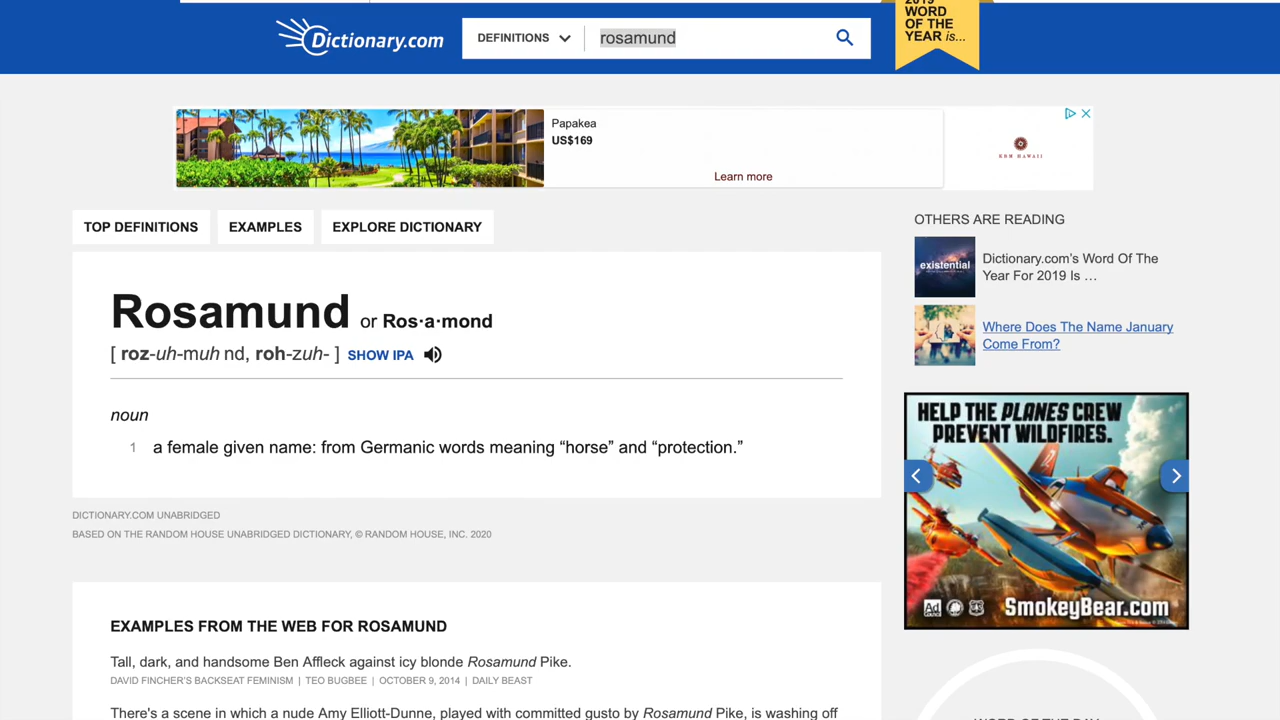 2019
WORD
OF THE
YEAR is...
Dictionary.com
DEFINITIONS
rosamund
Papakea
US$169
Learn more
TOP DEFINITIONS
EXAMPLES
EXPLORE DICTIONARY
Rosamund or Ros·a·mond
[ roz-uh-muh nd, roh-zuh- ] SHOW IPA
noun
1 a female given name: from Germanic words meaning “horse” and “protection.”
DICTIONARY.COM UNABRIDGED
BASED ON THE RANDOM HOUSE UNABRIDGED DICTIONARY, © RANDOM HOUSE, INC. 2020
EXAMPLES FROM THE WEB FOR ROSAMUND
Tall, dark, and handsome Ben Affleck against icy blonde Rosamund Pike.
DAVID FINCHER’S BACKSEAT FEMINISM | TEO BUGBEE | OCTOBER 9, 2014 | DAILY BEAST
There's a scene in which a nude Amy Elliott-Dunne, played with committed gusto by Rosamund Pike, is washing off
OTHERS ARE READING
existential
Dictionary.com’s Word Of The
Year For 2019 Is …
Where Does The Name January
Come From?
HELP THE PLANES CREW
PREVENT WILDFIRES.
Ad
SmokeyBear.com